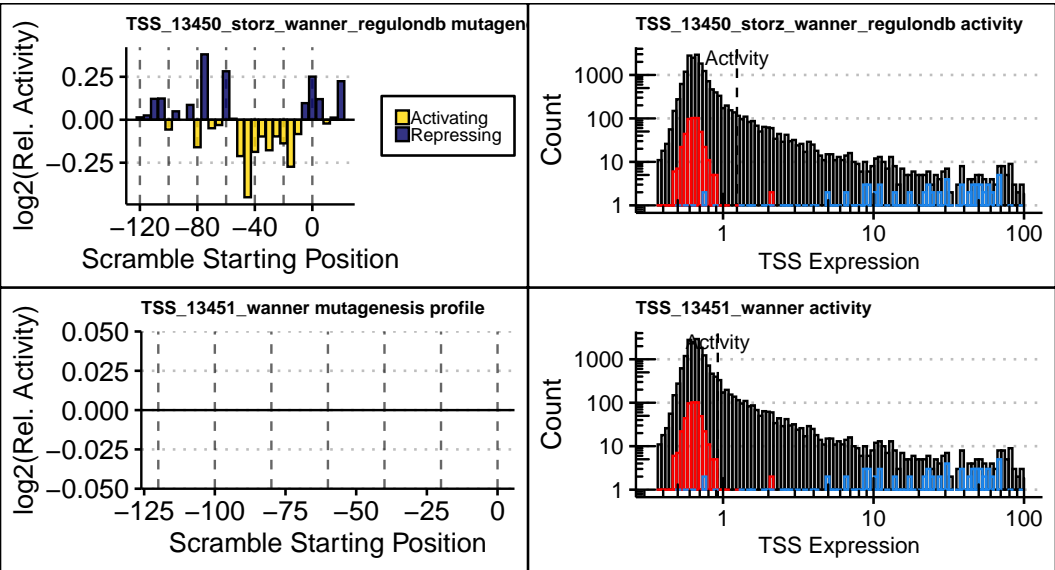 TSS_13450_storz_wanner_regulondb mutagen
log2(Rel. Activity)
0.25
0.00
−0.25
−120 −80 −40 0
Scramble Starting Position
Activating
Repressing
TSS_13450_storz_wanner_regulondb activity
Activity
Count
1000
100
10
1
1 10 100
TSS Expression
TSS_13451_wanner mutagenesis profile
log2(Rel. Activity)
0.050
0.025
0.000
−0.025
−0.050
−125 −100 −75 −50 −25 0
Scramble Starting Position
TSS_13451_wanner activity
Activity
Count
1000
100
10
1
1 10 100
TSS Expression